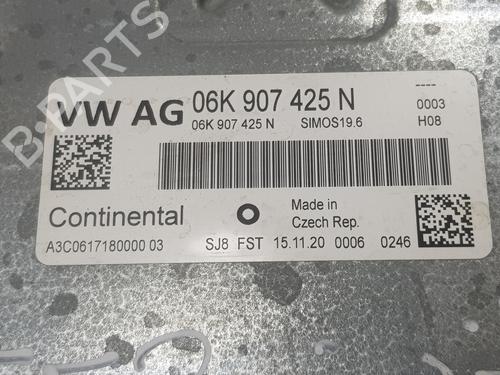 B-PARTS
VW AG 06K 907 425 N
----
0003
06K 907 425 N SIMOS19.6 H08
Continental
Made in
Czech Rep.
A3C0617180000 03 SJ8 FST 15.11.20 0006 0246